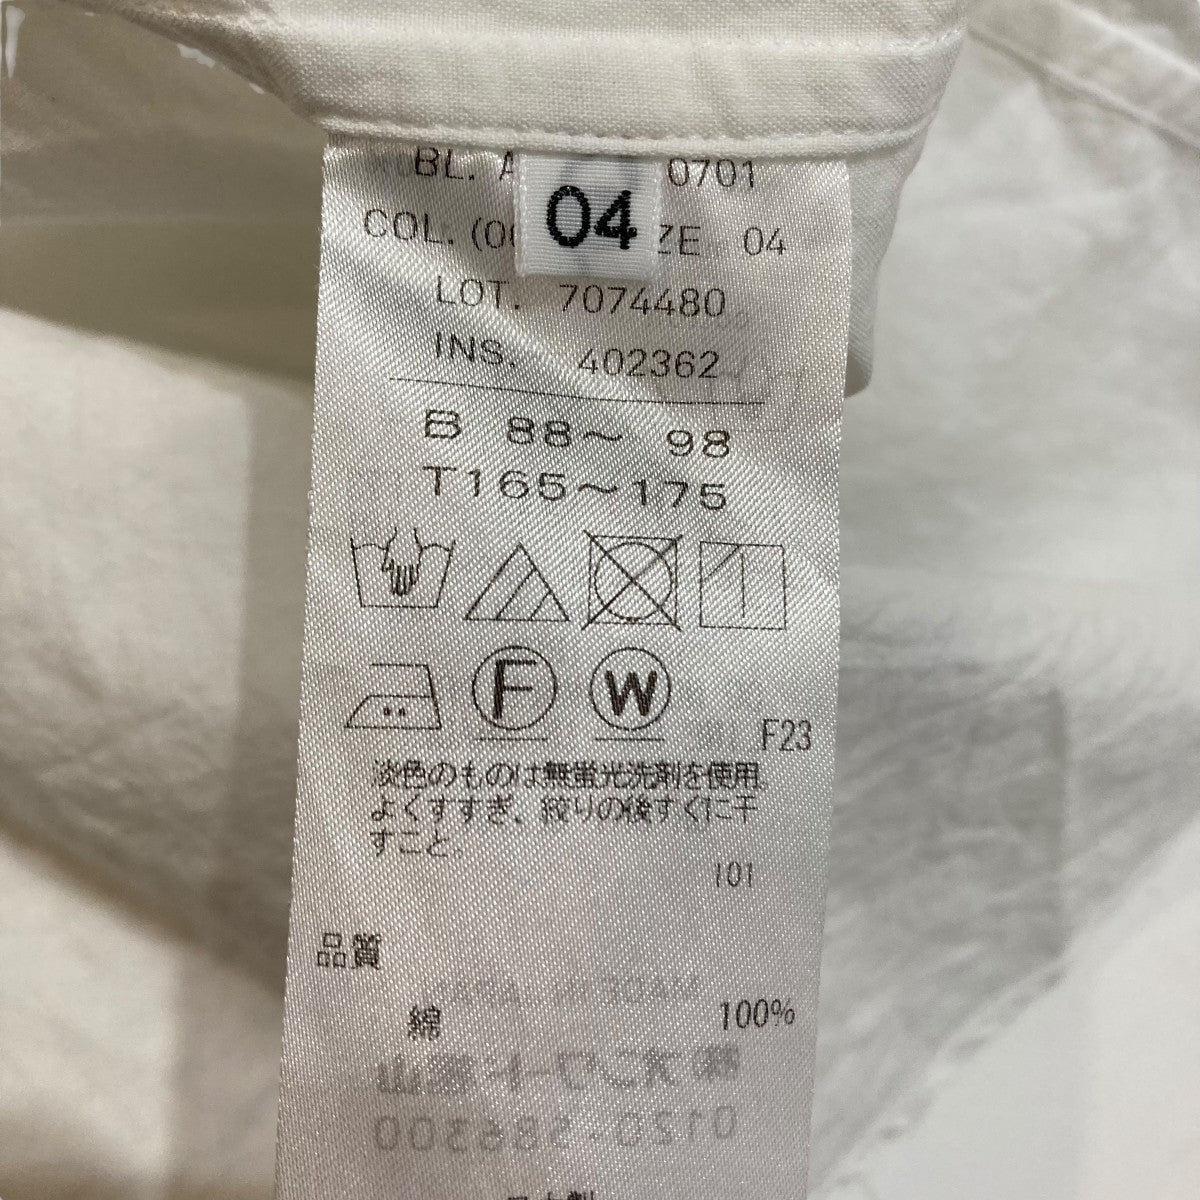 BL. A 0701
04
COL. (00 ZE 04
LOT. 7074480
INS. 402362
B 88～ 98
T165～175
F
W
F23
淡色のものは無蛍光洗剤を使用
よくすすぎ、絞りの後すぐに干
すこと。
101
品質
綿 100%
0120-586300